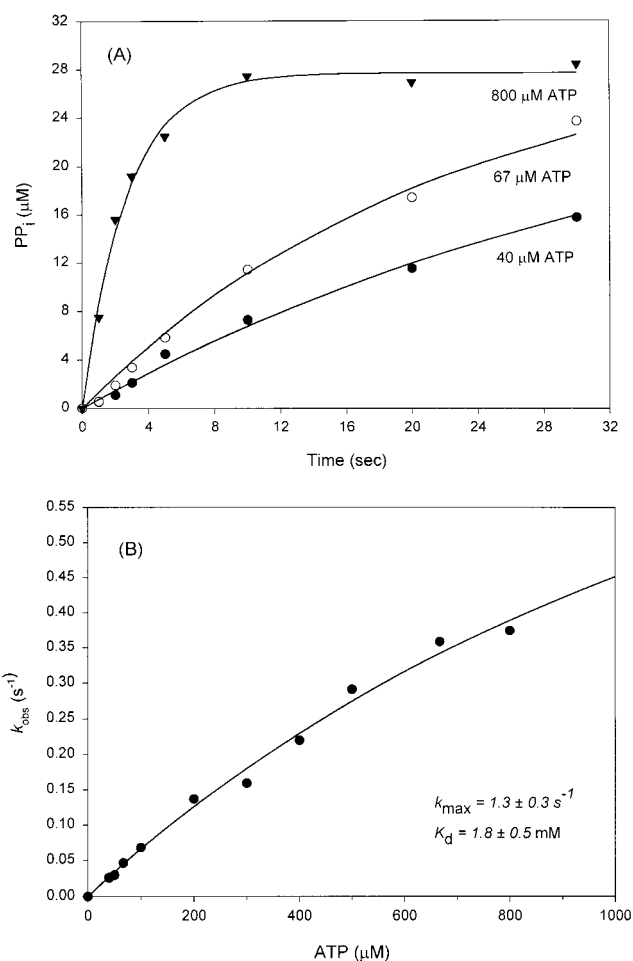 (A)
32
28
24
20
16
12
8
4
0
PPi (μM)
800 μM ATP
67 μM ATP
40 μM ATP
0 4 8 12 16 20 24 28 32
Time (sec)
(B)
0.55
0.50
0.45
0.40
0.35
0.30
0.25
0.20
0.15
0.10
0.05
0.00
kobs (s⁻¹)
kmax = 1.3 ± 0.3 s⁻¹
Kd = 1.8 ± 0.5 mM
0 200 400 600 800 1000
ATP (μM)